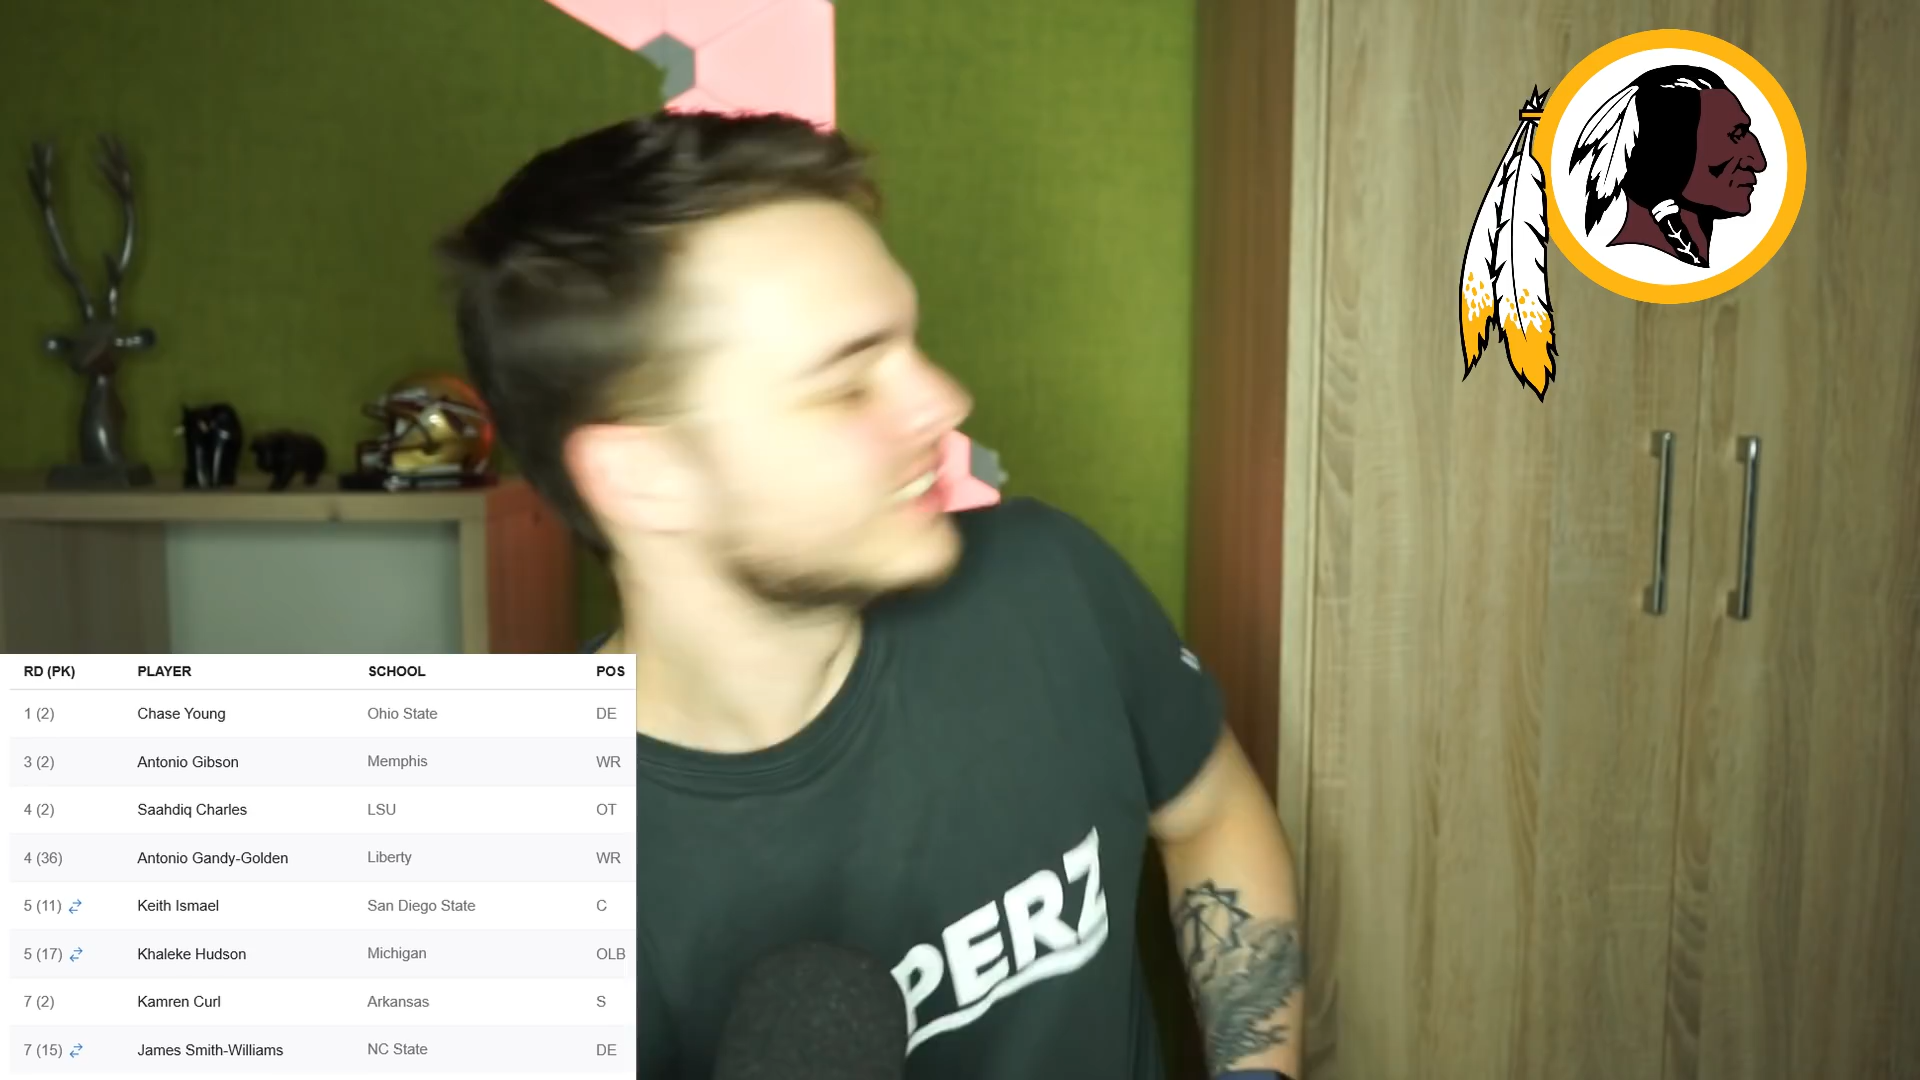 RD (PK) PLAYER SCHOOL POS
1 (2) Chase Young Ohio State DE
3 (2) Antonio Gibson Memphis WR
4 (2) Saahdiq Charles LSU OT
4 (36) Antonio Gandy-Golden Liberty WR
5 (11) Keith Ismael San Diego State C
5 (17) Khaleke Hudson Michigan OLB
7 (2) Kamren Curl Arkansas S
7 (15) James Smith-Williams NC State DE
PERZ